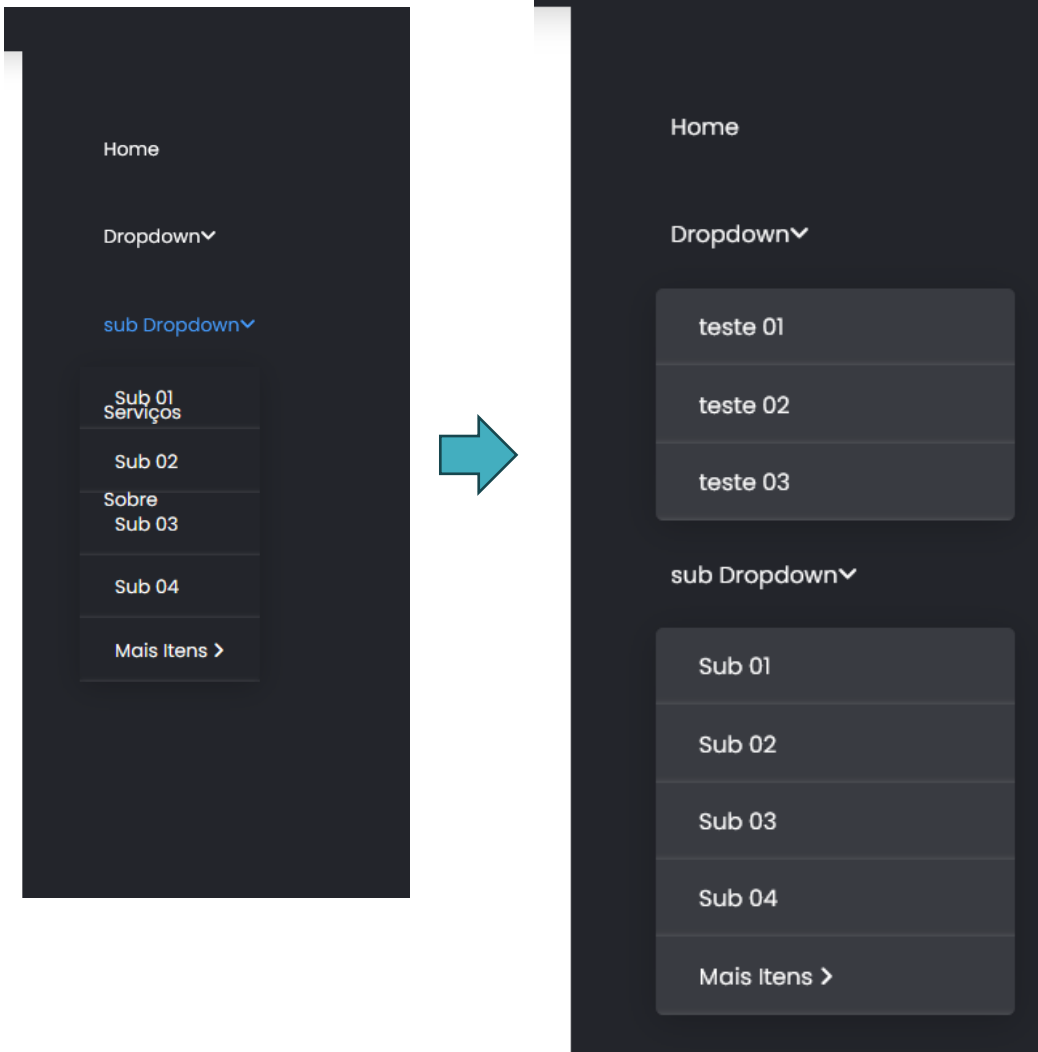 Home
Dropdown
sub Dropdown
Sub 01
Serviços
Sub 02
Sobre
Sub 03
Sub 04
Mais Itens
Home
Dropdown
teste 01
teste 02
teste 03
sub Dropdown
Sub 01
Sub 02
Sub 03
Sub 04
Mais Itens